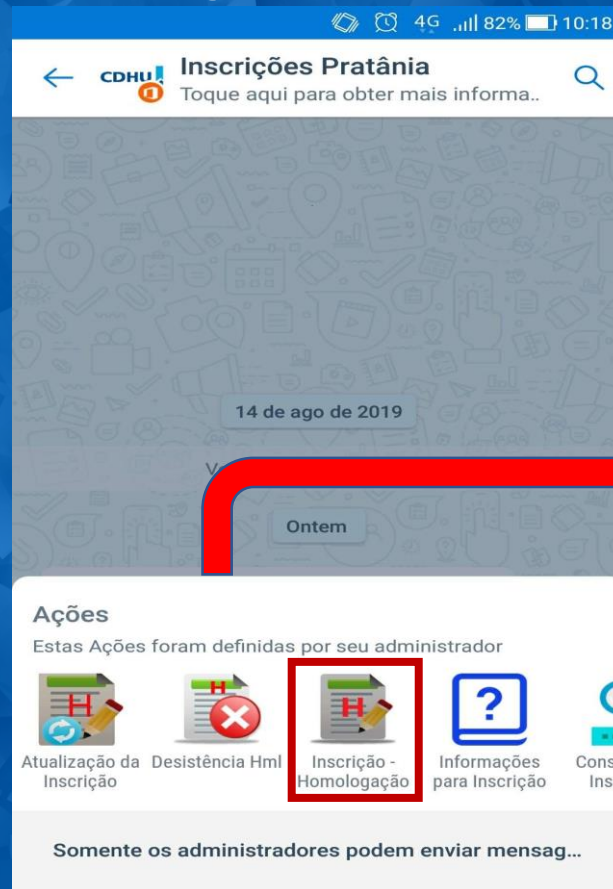 4G 82% 10:18
CDHU
Inscrições Pratânia
Toque aqui para obter mais informa..
14 de ago de 2019
Ontem
Ações
Estas Ações foram definidas por seu administrador
H H H ?
Atualização da Inscrição
Desistência Hml
Inscrição - Homologação
Informações para Inscrição
Somente os administradores podem enviar mensag...